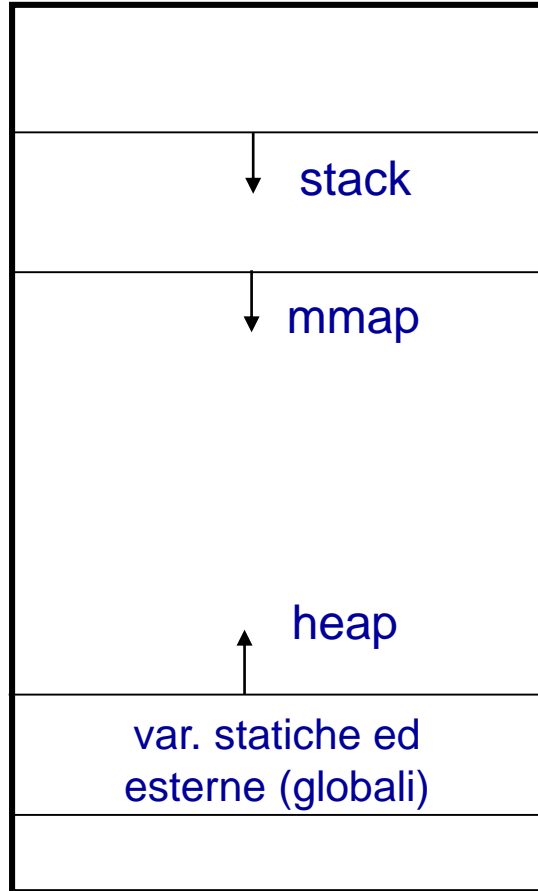 stack
mmap
heap
var. statiche ed
esterne (globali)